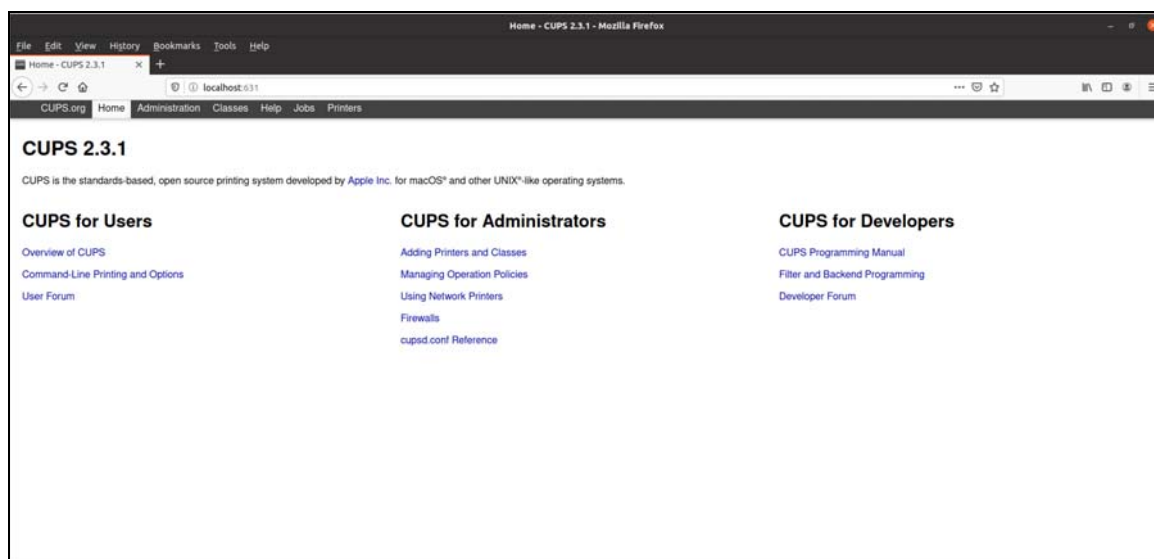 Home - CUPS 2.3.1 - Mozilla Firefox
File Edit View History Bookmarks Tools Help
Home - CUPS 2.3.1
localhost:631
CUPS.org Home Administration Classes Help Jobs Printers
CUPS 2.3.1
CUPS is the standards-based, open source printing system developed by Apple Inc. for macOS® and other UNIX®-like operating systems.
CUPS for Users
Overview of CUPS
Command-Line Printing and Options
User Forum
CUPS for Administrators
Adding Printers and Classes
Managing Operation Policies
Using Network Printers
Firewalls
cupsd.conf Reference
CUPS for Developers
CUPS Programming Manual
Filter and Backend Programming
Developer Forum